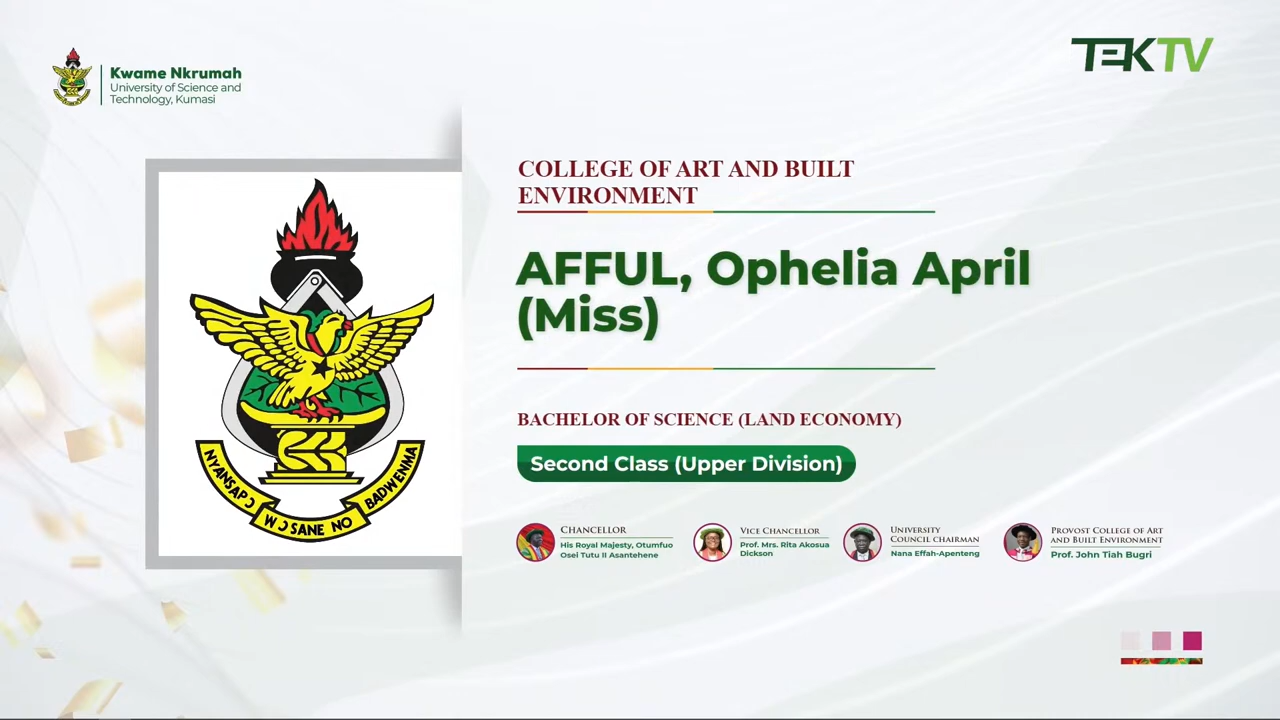 Kwame Nkrumah
University of Science and
Technology, Kumasi
TEKTV
COLLEGE OF ART AND BUILT
ENVIRONMENT
AFFUL, Ophelia April
(Miss)
BACHELOR OF SCIENCE (LAND ECONOMY)
Second Class (Upper Division)
NYANSAPƆ
WƆSANE NO
BADWENMA
CHANCELLOR
His Royal Majesty, Otumfuo
Osei Tutu II Asantehene
VICE CHANCELLOR
Prof. Mrs. Rita Akosua
Dickson
UNIVERSITY
COUNCIL CHAIRMAN
Nana Effah-Apenteng
PROVOST COLLEGE OF ART
AND BUILT ENVIRONMENT
Prof. John Tiah Bugri